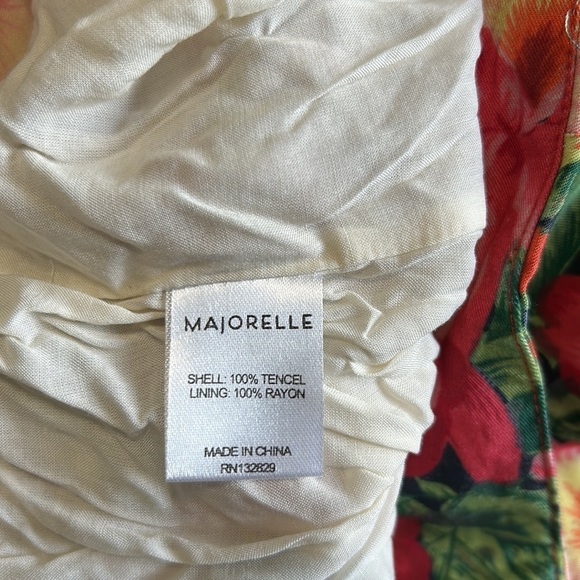 MAJORELLE
SHELL: 100% TENCEL
LINING: 100% RAYON
MADE IN CHINA
RN132829